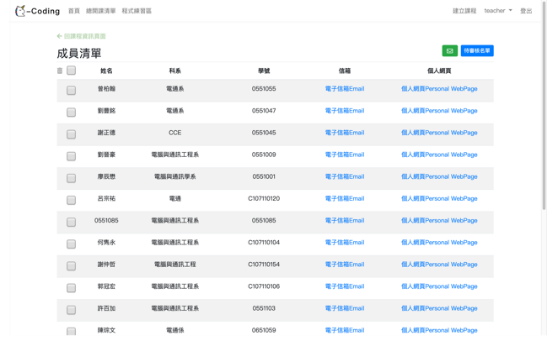 -Coding 首頁 總開課清單 程式練習區 建立課程 teacher 登出
← 回課程資訊頁面
成員清單 待審核名單
姓名 科系 學號 信箱 個人網頁
曾柏翰 電通系 0551055 電子信箱Email 個人網頁Personal WebPage
劉豐銘 電通系 0551047 電子信箱Email 個人網頁Personal WebPage
謝正德 CCE 0551045 電子信箱Email 個人網頁Personal WebPage
劉晉豪 電腦與通訊工程系 0551009 電子信箱Email 個人網頁Personal WebPage
廖辰懋 電腦與通訊學系 0551001 電子信箱Email 個人網頁Personal WebPage
呂宗祐 電通 C107110120 電子信箱Email 個人網頁Personal WebPage
0551085 電腦與通訊工程系 0551085 電子信箱Email 個人網頁Personal WebPage
何雋永 電腦與通訊工程系 C107110104 電子信箱Email 個人網頁Personal WebPage
謝仲哲 電腦與通訊工程 C107110154 電子信箱Email 個人網頁Personal WebPage
郭冠宏 電腦與通訊工程系 C107110106 電子信箱Email 個人網頁Personal WebPage
許百加 電腦與通訊工程系 0551103 電子信箱Email 個人網頁Personal WebPage
陳玟文 電通係 0651059 電子信箱Email 個人網頁Personal WebPage